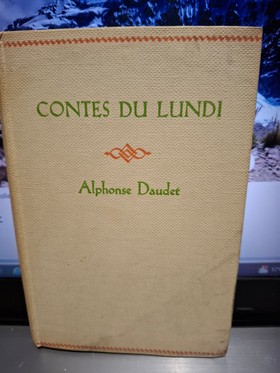 CONTES DU LUNDI
Alphonse Daudet